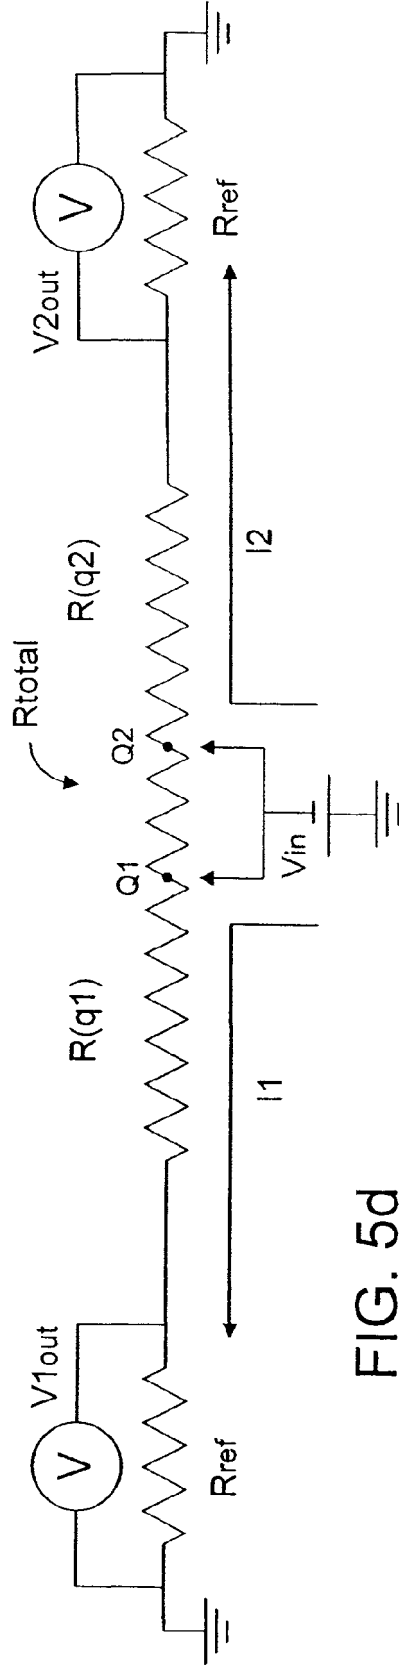 Rtotal
V1out
V
R(q1)
Q1
Q2
R(q2)
V2out
V
Rref
Vin
Rref
I1
I2
FIG. 5d